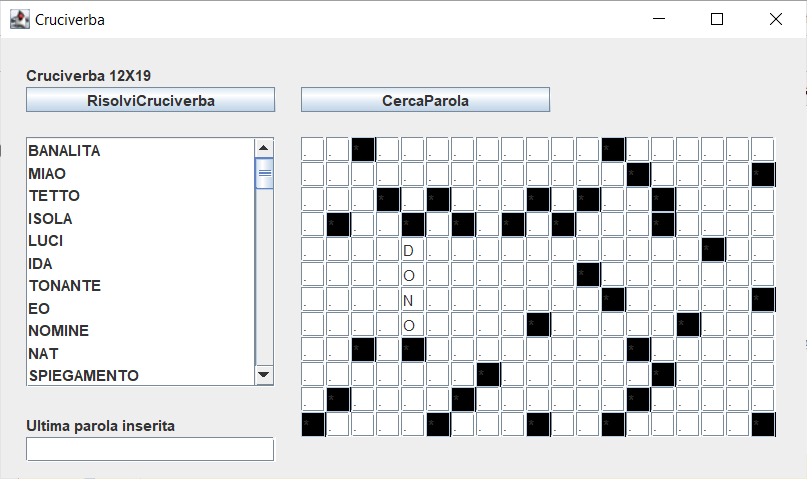 Cruciverba
Cruciverba 12X19
RisolviCruciverba
CercaParola
BANALITA
MIAO
TETTO
ISOLA
LUCI
IDA
TONANTE
EO
NOMINE
NAT
SPIEGAMENTO
. . * . . . . . . . . . * . . . . . .
. . . . . . . . . . . . . * . . . . *
. . . * . * . . . * . * . . * . . . .
. * . . * . * . * . * . . . * . . . .
. . . . D . . . . . . . . . . . * . .
. . . . O . . . . . . * . . . . . . .
. . . . N . . . . . . . * . . . . . *
. . . . O . . . . * . . . . . * . . .
. . * . * . . . . . . . . * . . . . .
. . . . . . . * . . . . . . * . . . .
. * . . . . * . . . . . . * . . . . .
* . . . . * . . . * . . . * . . . . *
Ultima parola inserita